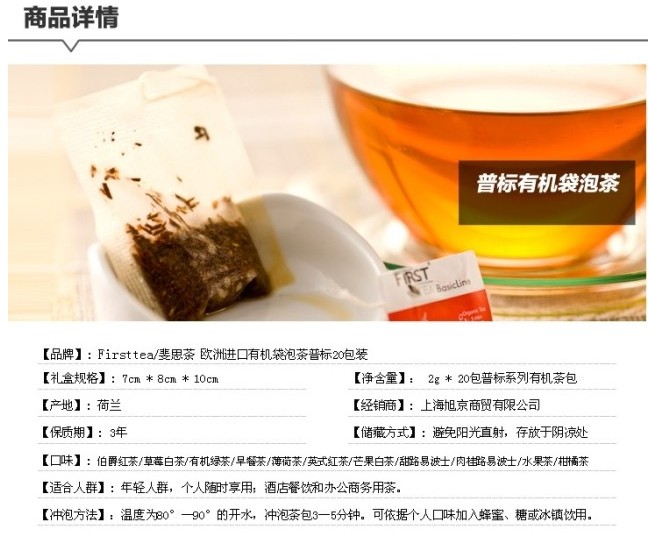 商品详情
普标有机袋泡茶
FIRST
TEA BasicLine
Organic Tea
【品牌】：Firsttea/斐思茶 欧洲进口有机袋泡茶普标20包装
【礼盒规格】：7cm * 8cm * 10cm 【净含量】： 2g * 20包普标系列有机茶包
【产地】：荷兰 【经销商】：上海旭京商贸有限公司
【保质期】：3年 【储藏方式】：避免阳光直射，存放于阴凉处
【口味】：伯爵红茶/草莓白茶/有机绿茶/早餐茶/薄荷茶/英式红茶/芒果白茶/甜路易波士/肉桂路易波士/水果茶/柑橘茶
【适合人群】：年轻人群，个人随时享用；酒店餐饮和办公商务用茶。
【冲泡方法】：温度为80°—90°的开水，冲泡茶包3—5分钟。可依据个人口味加入蜂蜜、糖或冰镇饮用。